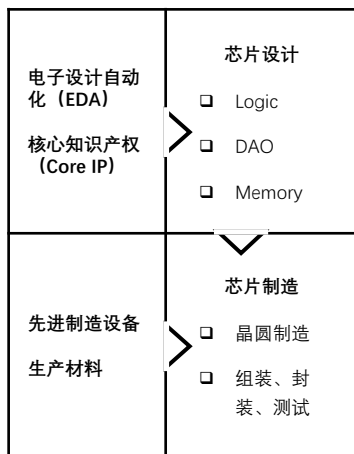 电子设计自动
化（EDA）
核心知识产权
（Core IP）
芯片设计
❑ Logic
❑ DAO
❑ Memory
先进制造设备
生产材料
芯片制造
❑ 晶圆制造
❑ 组装、封
装、测试